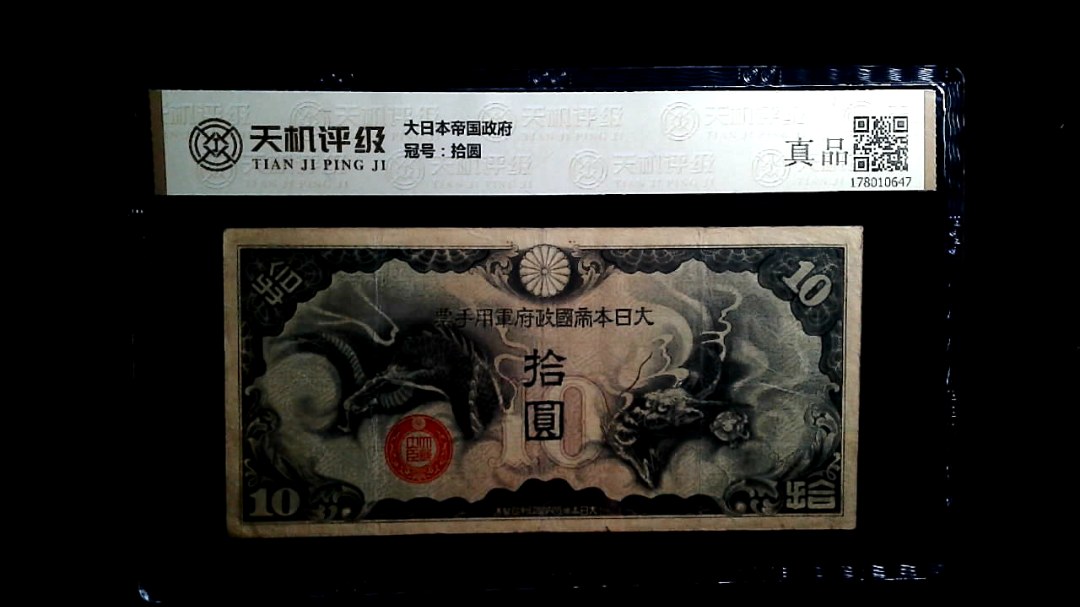 天机评级
TIAN JI PING JI
大日本帝国政府
冠号：拾圆
真品
178010647
拾
10
大日本帝國政府軍用手票
拾
圓
10
10
拾